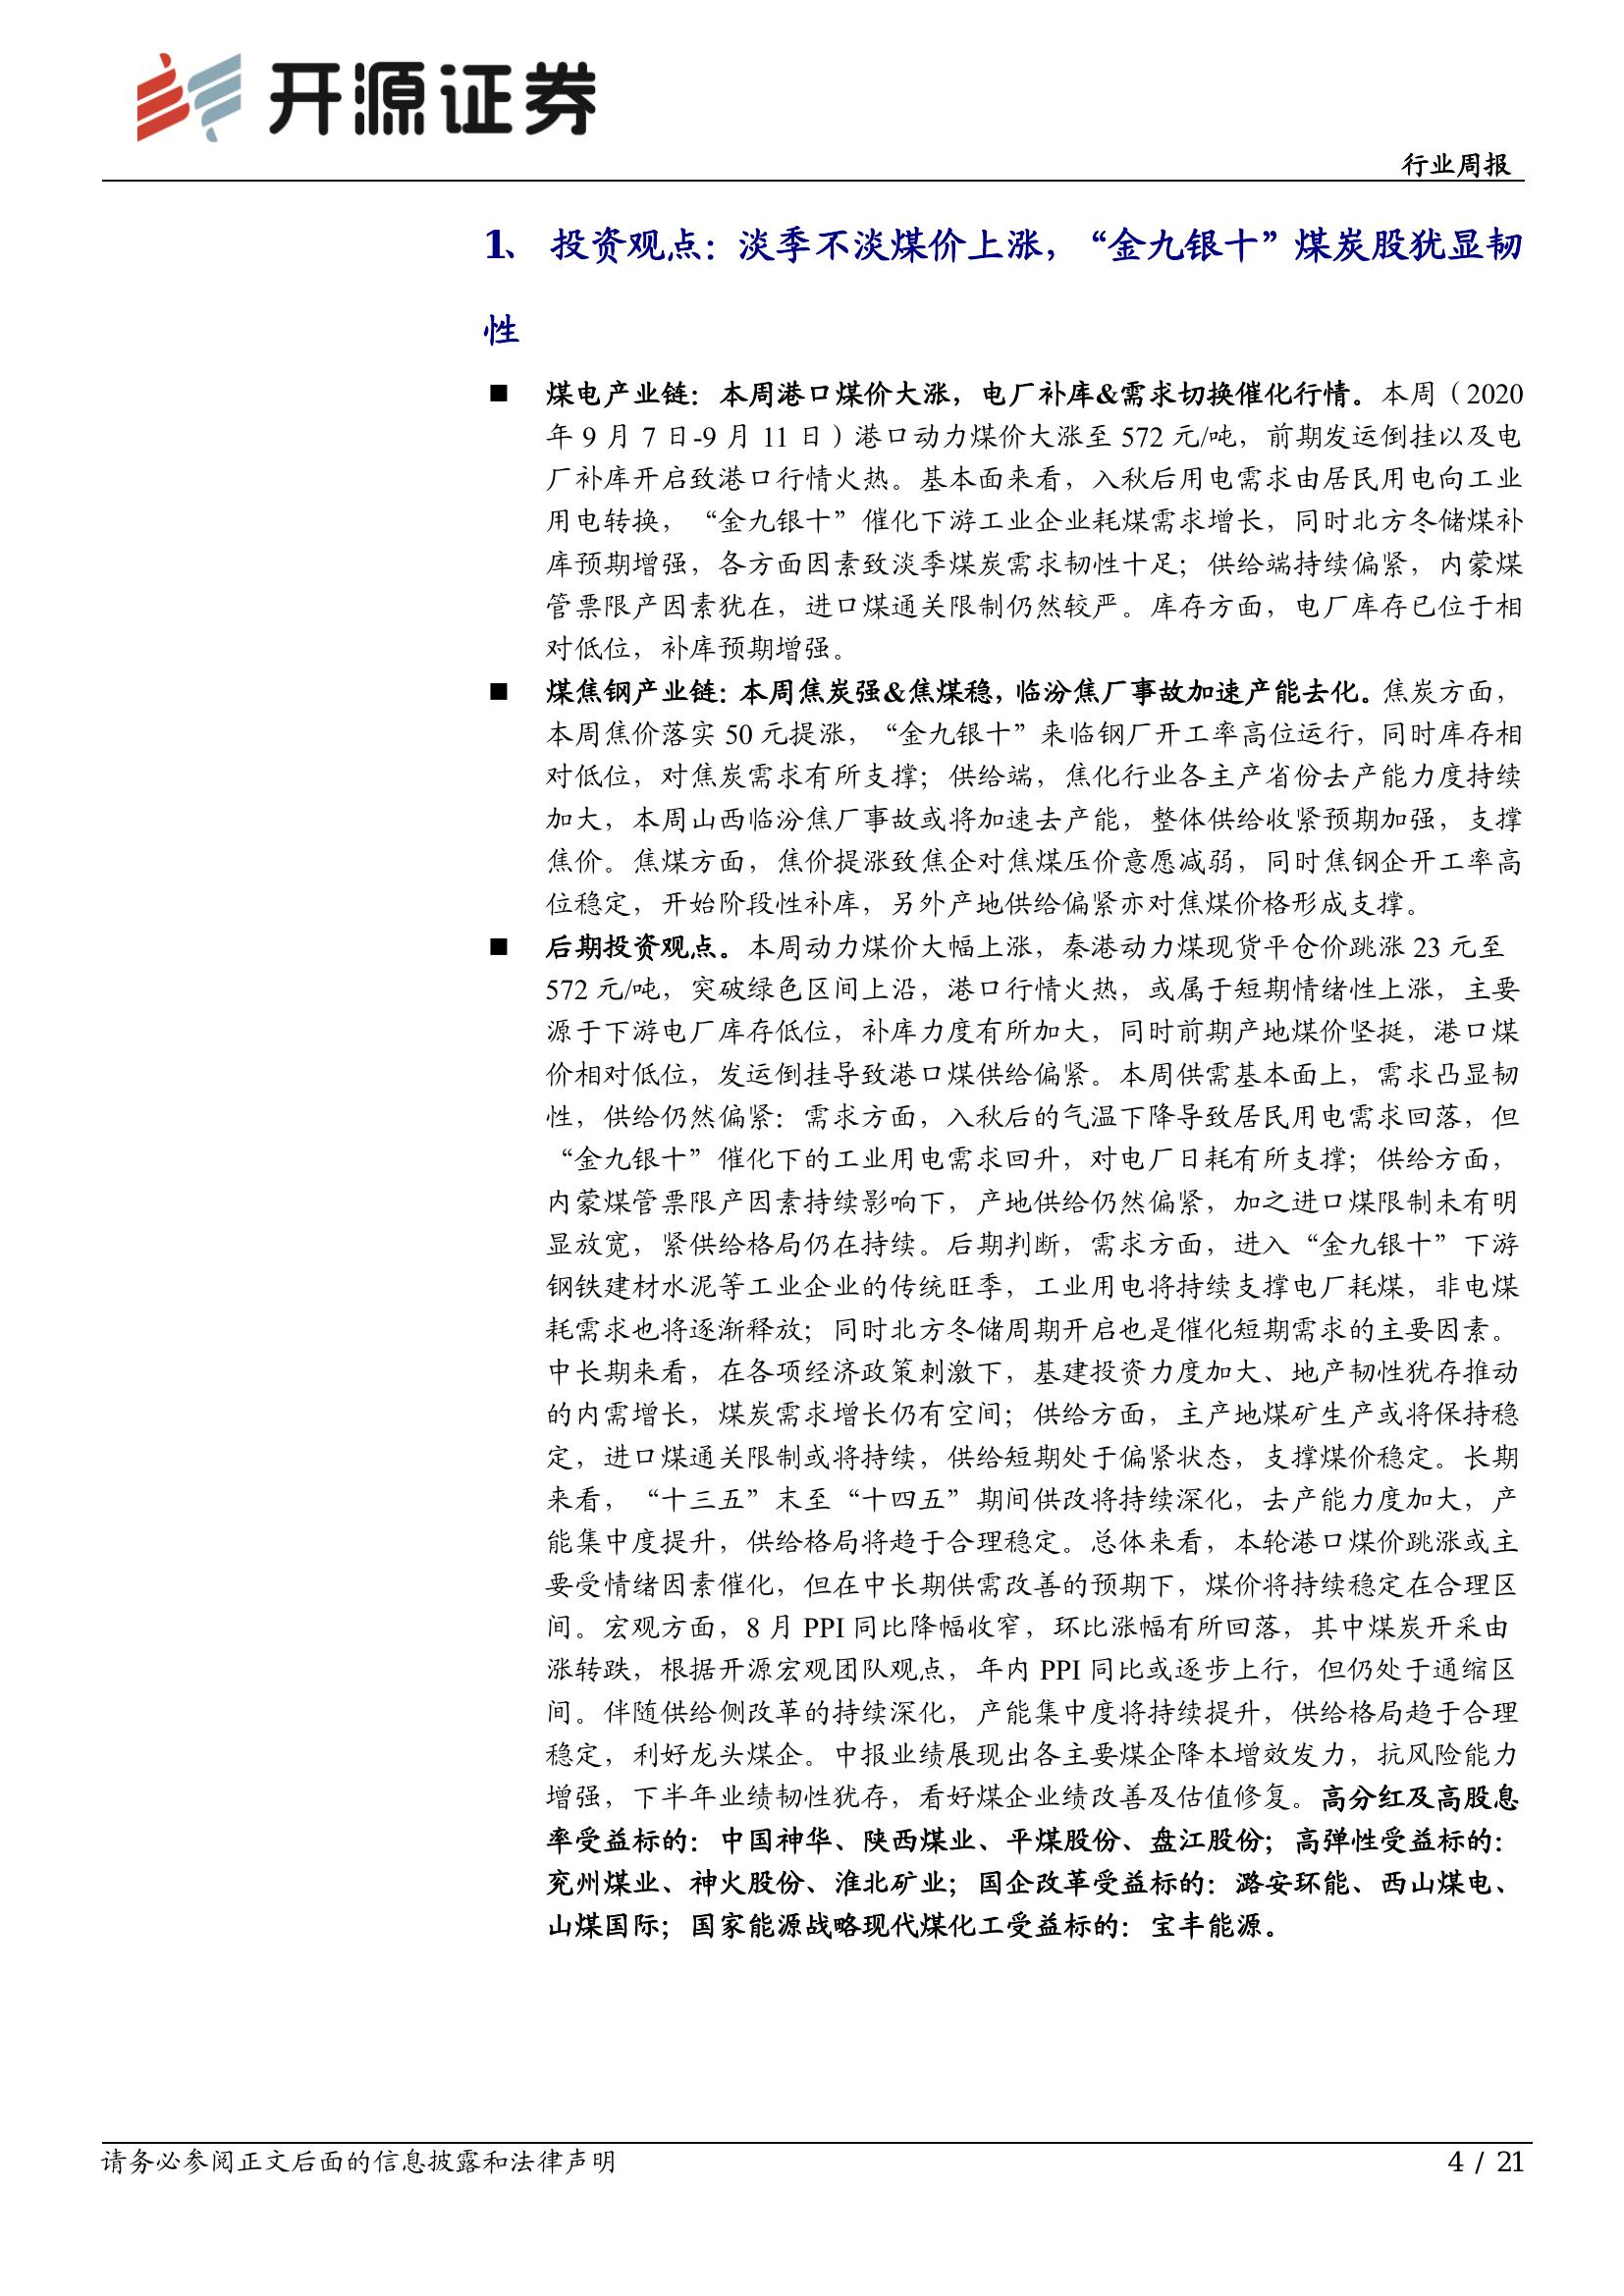 开源证券
行业周报
1、 投资观点：淡季不淡煤价上涨，“金九银十”煤炭股犹显韧
性
■ 煤电产业链：本周港口煤价大涨，电厂补库&需求切换催化行情。本周（2020
年 9 月 7 日-9 月 11 日）港口动力煤价大涨至 572 元/吨，前期发运倒挂以及电
厂补库开启致港口行情火热。基本面来看，入秋后用电需求由居民用电向工业
用电转换，“金九银十”催化下游工业企业耗煤需求增长，同时北方冬储煤补
库预期增强，各方面因素致淡季煤炭需求韧性十足；供给端持续偏紧，内蒙煤
管票限产因素犹在，进口煤通关限制仍然较严。库存方面，电厂库存已位于相
对低位，补库预期增强。
■ 煤焦钢产业链：本周焦炭强&焦煤稳，临汾焦厂事故加速产能去化。焦炭方面，
本周焦价落实 50 元提涨，“金九银十”来临钢厂开工率高位运行，同时库存相
对低位，对焦炭需求有所支撑；供给端，焦化行业各主产省份去产能力度持续
加大，本周山西临汾焦厂事故或将加速去产能，整体供给收紧预期加强，支撑
焦价。焦煤方面，焦价提涨致焦企对焦煤压价意愿减弱，同时焦钢企开工率高
位稳定，开始阶段性补库，另外产地供给偏紧亦对焦煤价格形成支撑。
■ 后期投资观点。本周动力煤价大幅上涨，秦港动力煤现货平仓价跳涨 23 元至
572 元/吨，突破绿色区间上沿，港口行情火热，或属于短期情绪性上涨，主要
源于下游电厂库存低位，补库力度有所加大，同时前期产地煤价坚挺，港口煤
价相对低位，发运倒挂导致港口煤供给偏紧。本周供需基本面上，需求凸显韧
性，供给仍然偏紧：需求方面，入秋后的气温下降导致居民用电需求回落，但
“金九银十”催化下的工业用电需求回升，对电厂日耗有所支撑；供给方面，
内蒙煤管票限产因素持续影响下，产地供给仍然偏紧，加之进口煤限制未有明
显放宽，紧供给格局仍在持续。后期判断，需求方面，进入“金九银十”下游
钢铁建材水泥等工业企业的传统旺季，工业用电将持续支撑电厂耗煤，非电煤
耗需求也将逐渐释放；同时北方冬储周期开启也是催化短期需求的主要因素。
中长期来看，在各项经济政策刺激下，基建投资力度加大、地产韧性犹存推动
的内需增长，煤炭需求增长仍有空间；供给方面，主产地煤矿生产或将保持稳
定，进口煤通关限制或将持续，供给短期处于偏紧状态，支撑煤价稳定。长期
来看，“十三五”末至“十四五”期间供改将持续深化，去产能力度加大，产
能集中度提升，供给格局将趋于合理稳定。总体来看，本轮港口煤价跳涨或主
要受情绪因素催化，但在中长期供需改善的预期下，煤价将持续稳定在合理区
间。宏观方面，8 月 PPI 同比降幅收窄，环比涨幅有所回落，其中煤炭开采由
涨转跌，根据开源宏观团队观点，年内 PPI 同比或逐步上行，但仍处于通缩区
间。伴随供给侧改革的持续深化，产能集中度将持续提升，供给格局趋于合理
稳定，利好龙头煤企。中报业绩展现出各主要煤企降本增效发力，抗风险能力
增强，下半年业绩韧性犹存，看好煤企业绩改善及估值修复。高分红及高股息
率受益标的：中国神华、陕西煤业、平煤股份、盘江股份；高弹性受益标的：
兖州煤业、神火股份、淮北矿业；国企改革受益标的：潞安环能、西山煤电、
山煤国际；国家能源战略现代煤化工受益标的：宝丰能源。
请务必参阅正文后面的信息披露和法律声明
4 / 21